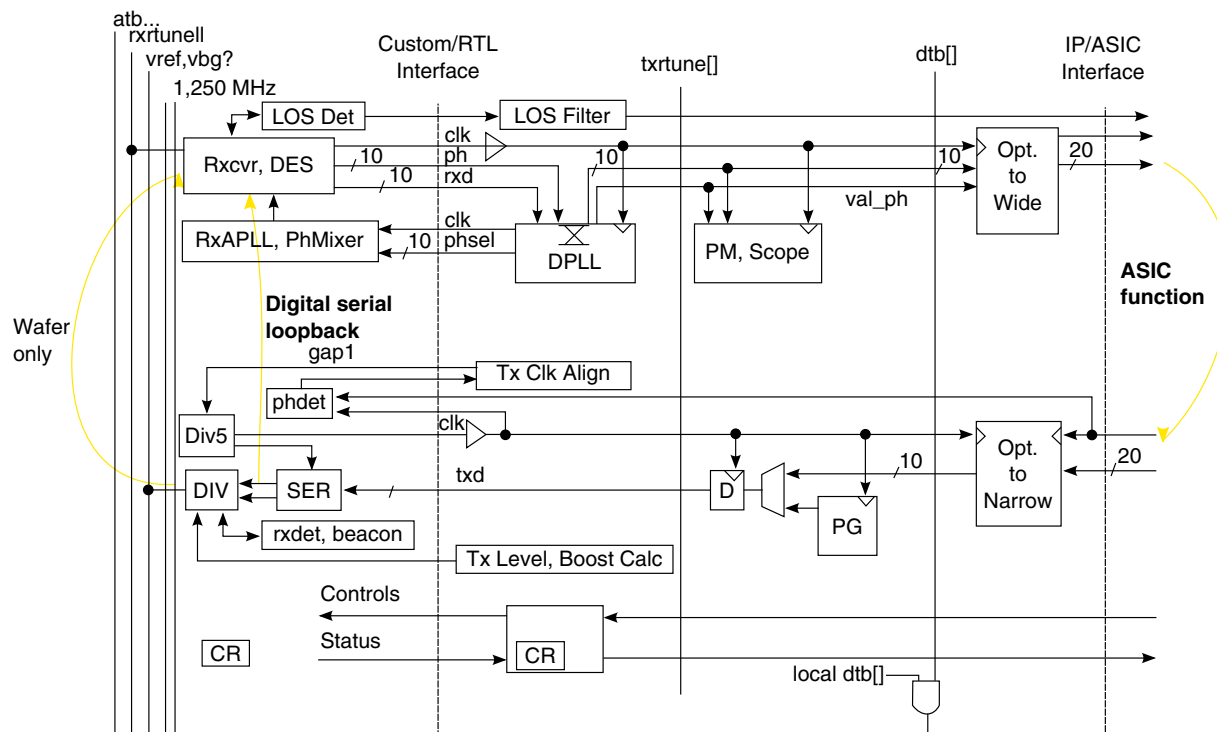 atb...
rxrtunell
vref,vbg?
1,250 MHz
Custom/RTL
Interface
txrtune[]
dtb[]
IP/ASIC
Interface
LOS Det
LOS Filter
clk
10
ph
10
rxd
Rxcvr, DES
10
10
val_ph
Opt.
to
Wide
20
clk
10
phsel
RxAPLL, PhMixer
DPLL
PM, Scope
ASIC
function
Digital serial
loopback
Wafer
only
gap1
Tx Clk Align
phdet
Div5
clk
Opt.
to
Narrow
20
10
DIV
SER
txd
D
PG
rxdet, beacon
Tx Level, Boost Calc
Controls
Status
CR
CR
local dtb[]